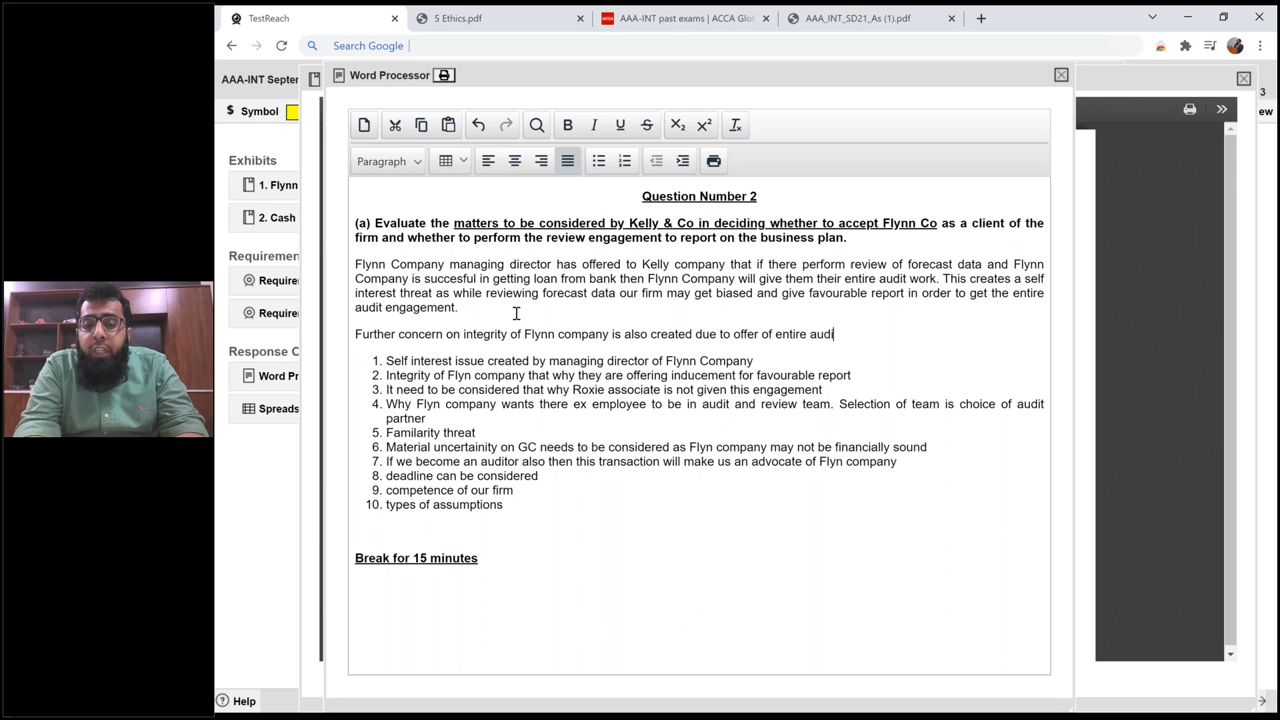 TestReach
5 Ethics.pdf
AAA-INT past exams | ACCA Glo
AAA_INT_SD21_As (1).pdf
Search Google
AAA-INT Septer
Word Processor
3
$ Symbol
ew
Exhibits
Paragraph
1. Flynn
Question Number 2
2. Cash
(a) Evaluate the matters to be considered by Kelly & Co in deciding whether to accept Flynn Co as a client of the
firm and whether to perform the review engagement to report on the business plan.
Requiremen
Flynn Company managing director has offered to Kelly company that if there perform review of forecast data and Flynn
Company is succesful in getting loan from bank then Flynn Company will give them their entire audit work. This creates a self
interest threat as while reviewing forecast data our firm may get biased and give favourable report in order to get the entire
audit engagement.
Require
Require
Further concern on integrity of Flynn company is also created due to offer of entire audi
Response C
1. Self interest issue created by managing director of Flynn Company
2. Integrity of Flyn company that why they are offering inducement for favourable report
Word Pr
3. It need to be considered that why Roxie associate is not given this engagement
4. Why Flyn company wants there ex employee to be in audit and review team. Selection of team is choice of audit
partner
Spreads
5. Familarity threat
6. Material uncertainity on GC needs to be considered as Flyn company may not be financially sound
7. If we become an auditor also then this transaction will make us an advocate of Flyn company
8. deadline can be considered
9. competence of our firm
10. types of assumptions
Break for 15 minutes
Help